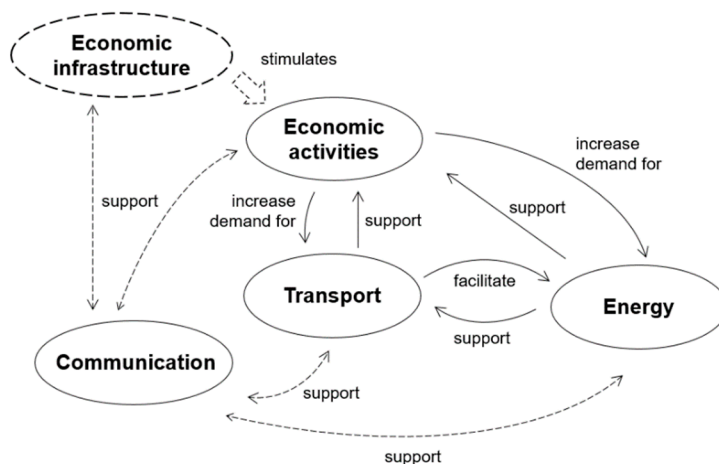 Economic
infrastructure
stimulates
Economic
activities
increase
demand for
support
increase
demand for
support
support
Transport
facilitate
Energy
support
Communication
support
support